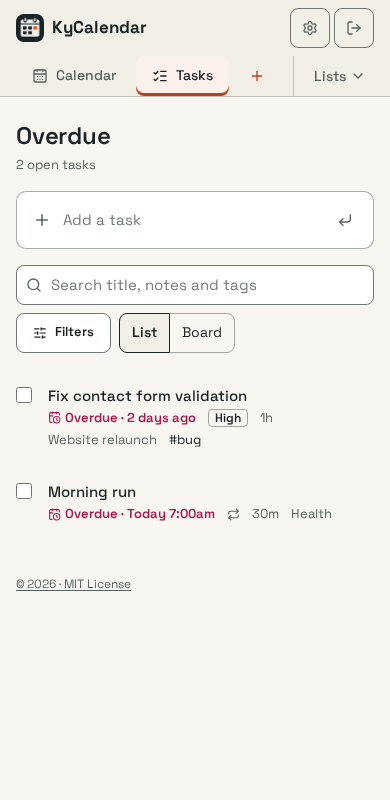 KyCalendar
Calendar Tasks + Lists
Overdue
2 open tasks
Add a task
Search title, notes and tags
Filters List Board
Fix contact form validation
Overdue · 2 days ago High 1h
Website relaunch #bug
Morning run
Overdue · Today 7:00am 30m Health
© 2026 · MIT License